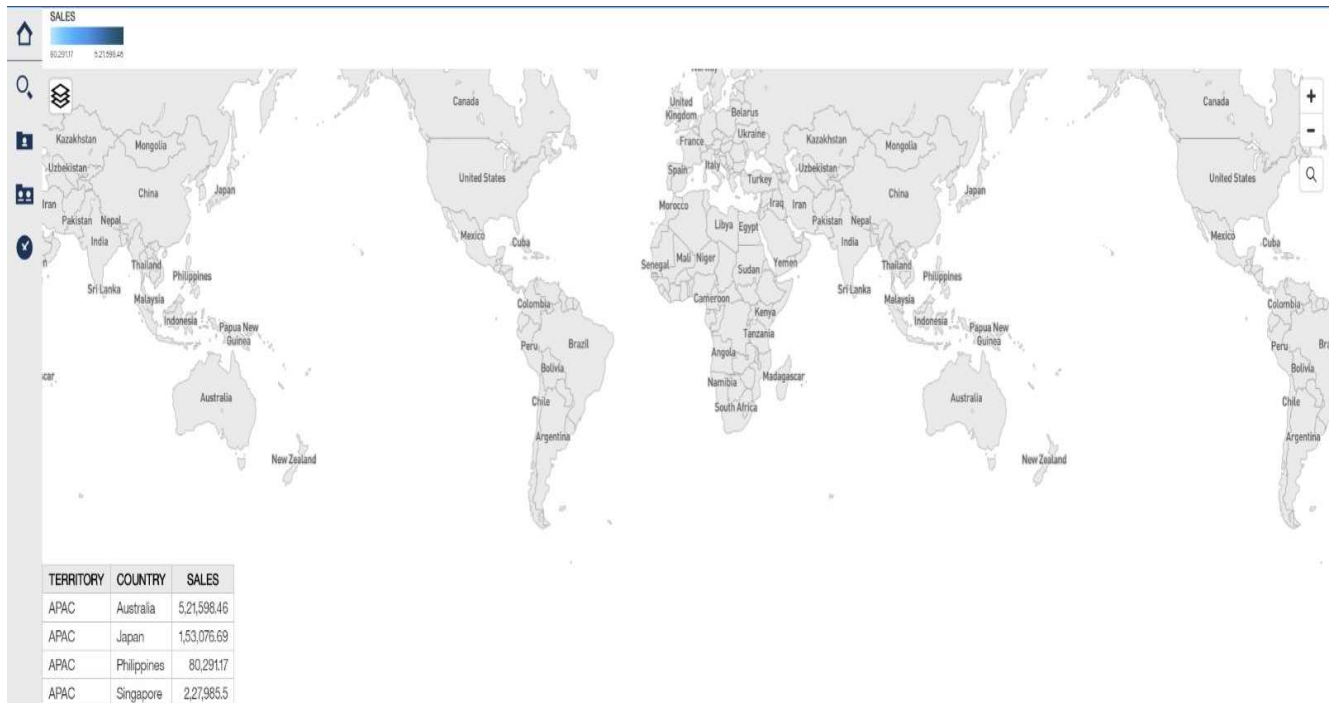 SALES
80,291.17 5,21,598.46
Canada Canada
United Kingdom Belarus
Kazakhstan Mongolia France Ukraine Kazakhstan Mongolia
Uzbekistan Spain Italy Uzbekistan
China Japan United States Turkey China Japan United States
Iran Morocco Iraq Iran
Pakistan Nepal Libya Egypt Pakistan Nepal
India Mexico Cuba India Mexico Cuba
Thailand Senegal Mali Niger Sudan Yemen Thailand
Philippines Philippines
Sri Lanka Malaysia Colombia Cameroon Sri Lanka Malaysia Colombia
Indonesia Papua New Guinea Kenya Indonesia Papua New Guinea
Peru Brazil Tanzania Peru
Bolivia Angola Bolivia
Australia Chile Namibia Madagascar Australia Chile
South Africa
Argentina Argentina
New Zealand New Zealand
TERRITORY COUNTRY SALES
APAC Australia 5,21,598.46
APAC Japan 1,53,076.69
APAC Philippines 80,291.17
APAC Singapore 2,27,985.5